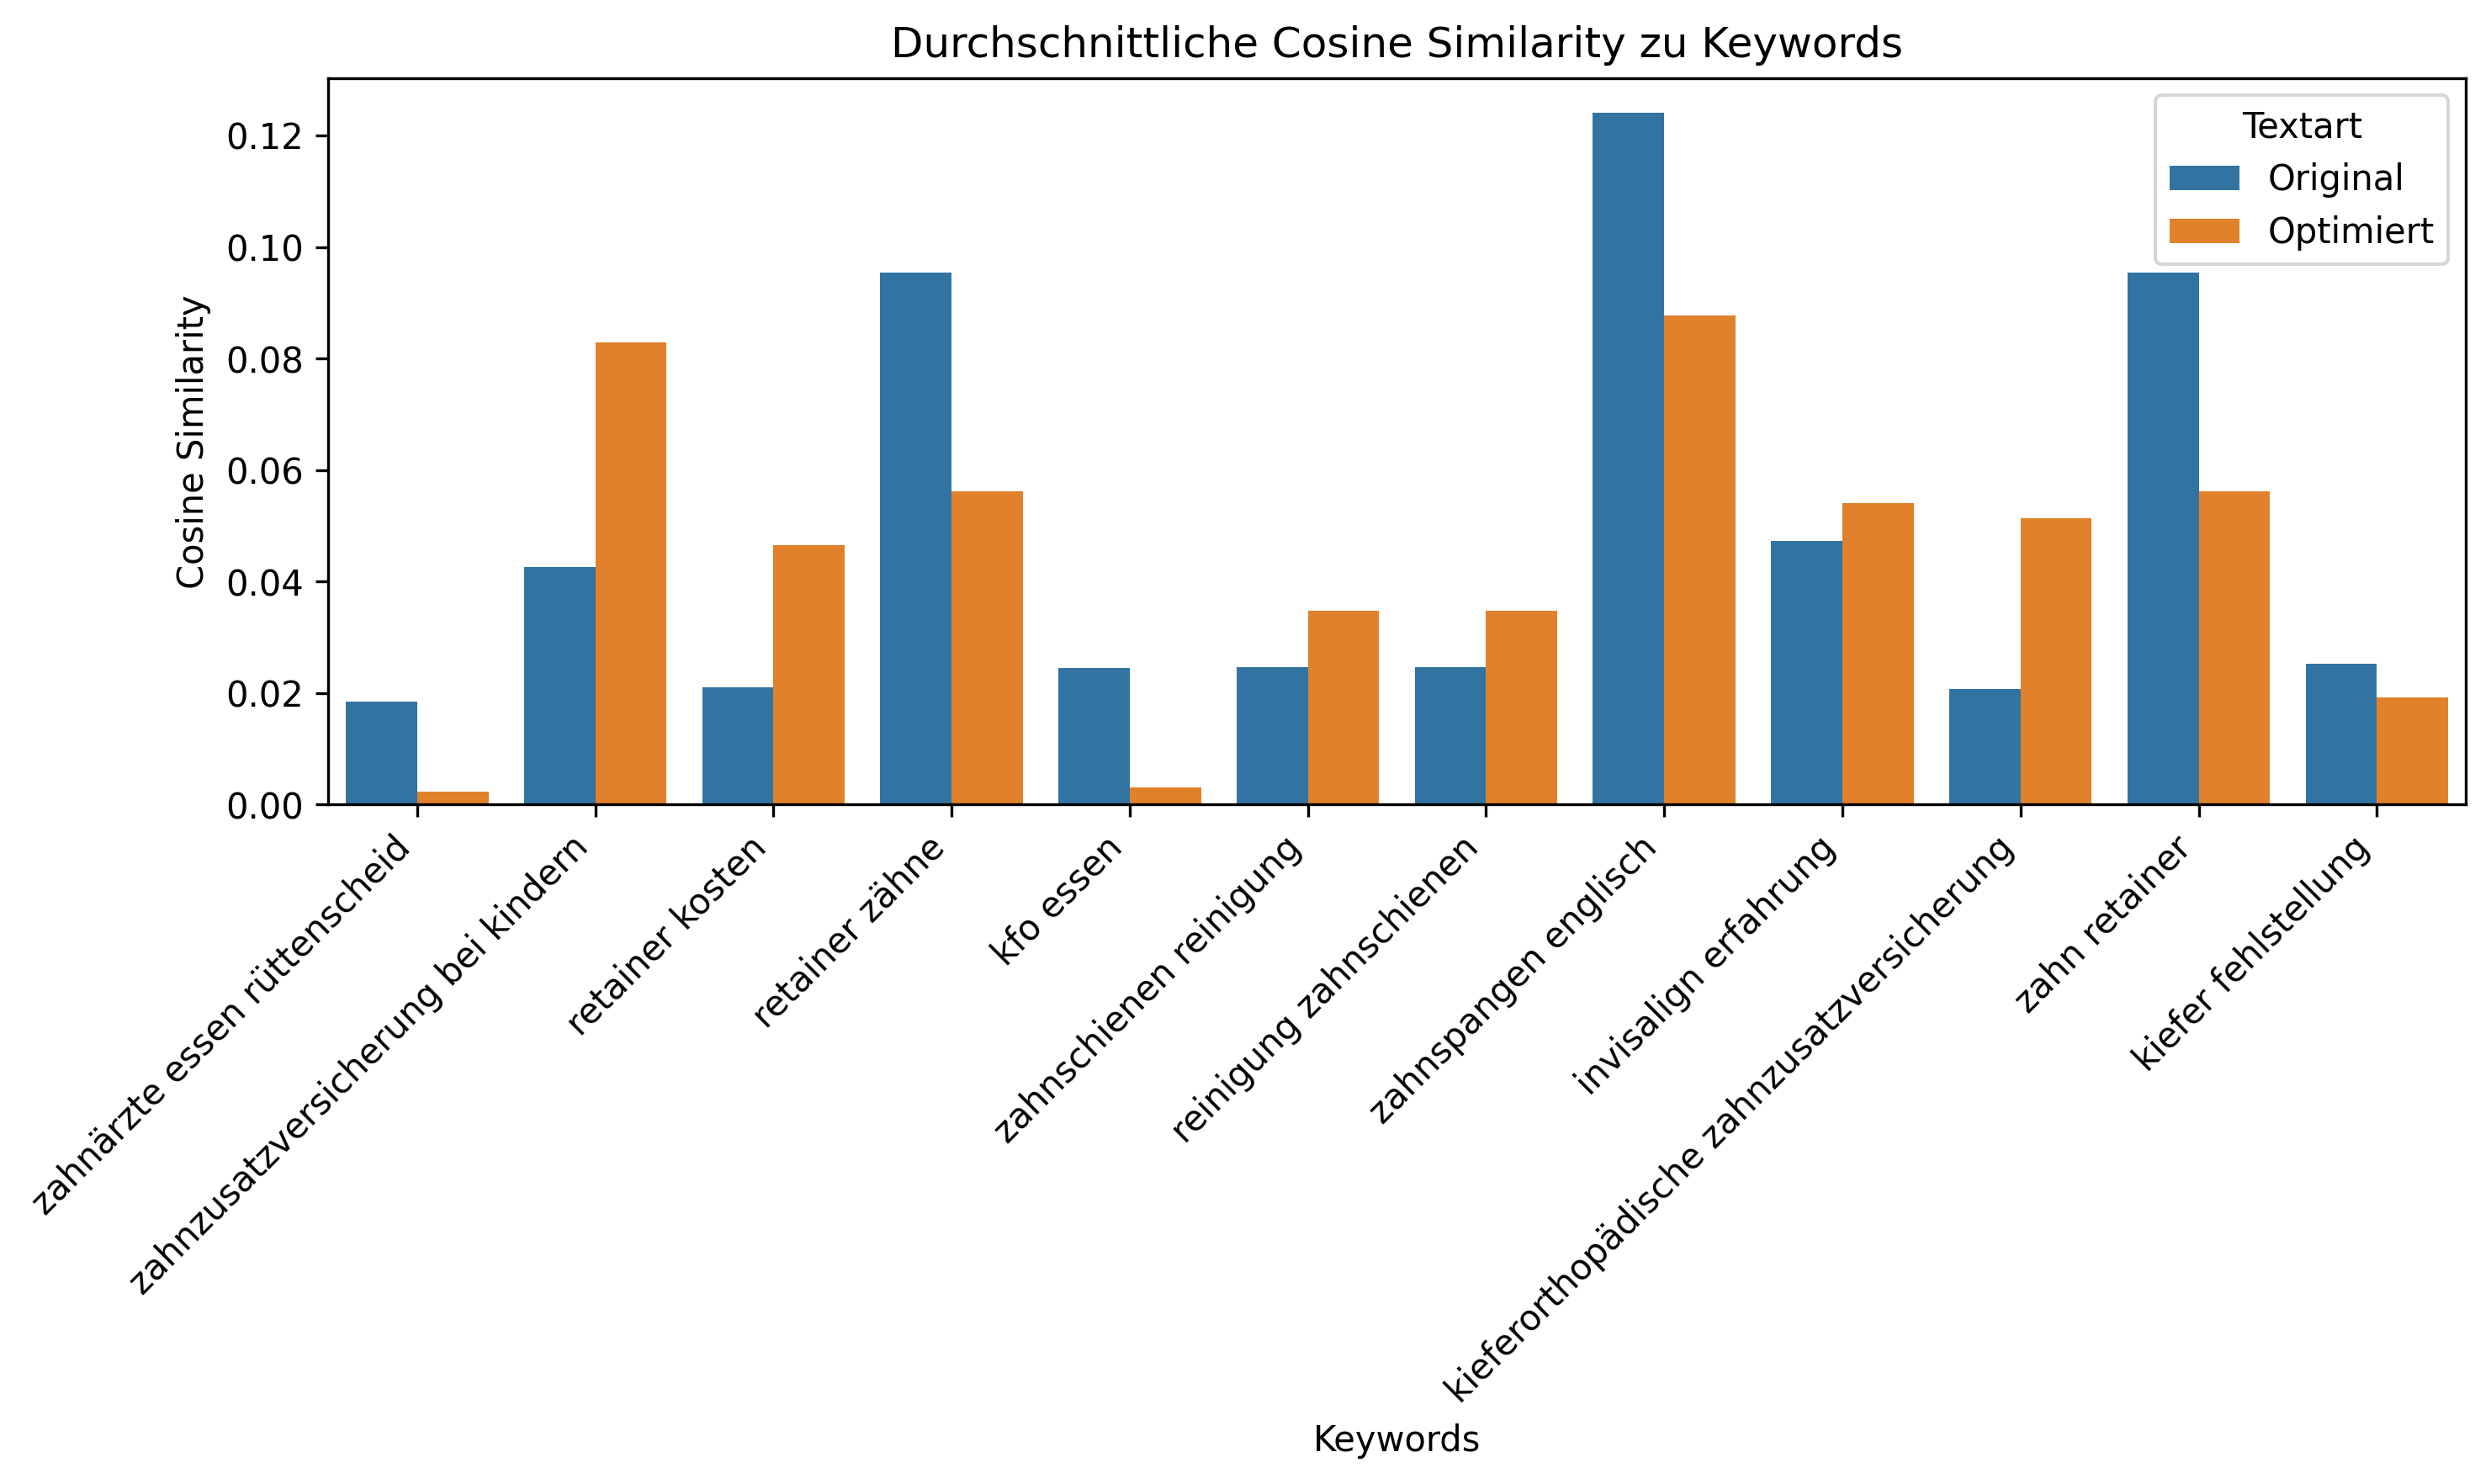 Durchschnittliche Cosine Similarity zu Keywords
Textart
Original
Optimiert
Cosine Similarity
0.12
0.10
0.08
0.06
0.04
0.02
0.00
zahnärzte essen rüttenscheid
zahnzusatzversicherung bei kindern
retainer kosten
retainer zähne
kfo essen
zahnschienen reinigung
reinigung zahnschienen
zahnspangen englisch
invisalign erfahrung
kieferorthopädische zahnzusatzversicherung
zahn retainer
kiefer fehlstellung
Keywords